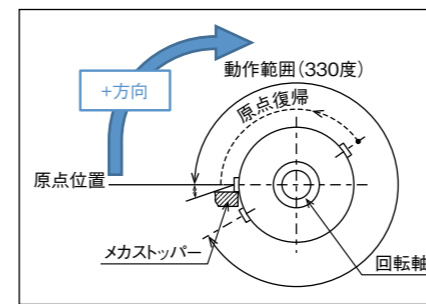 動作範囲(330度)
+方向
原点復帰
原点位置
メカストッパー
回転軸